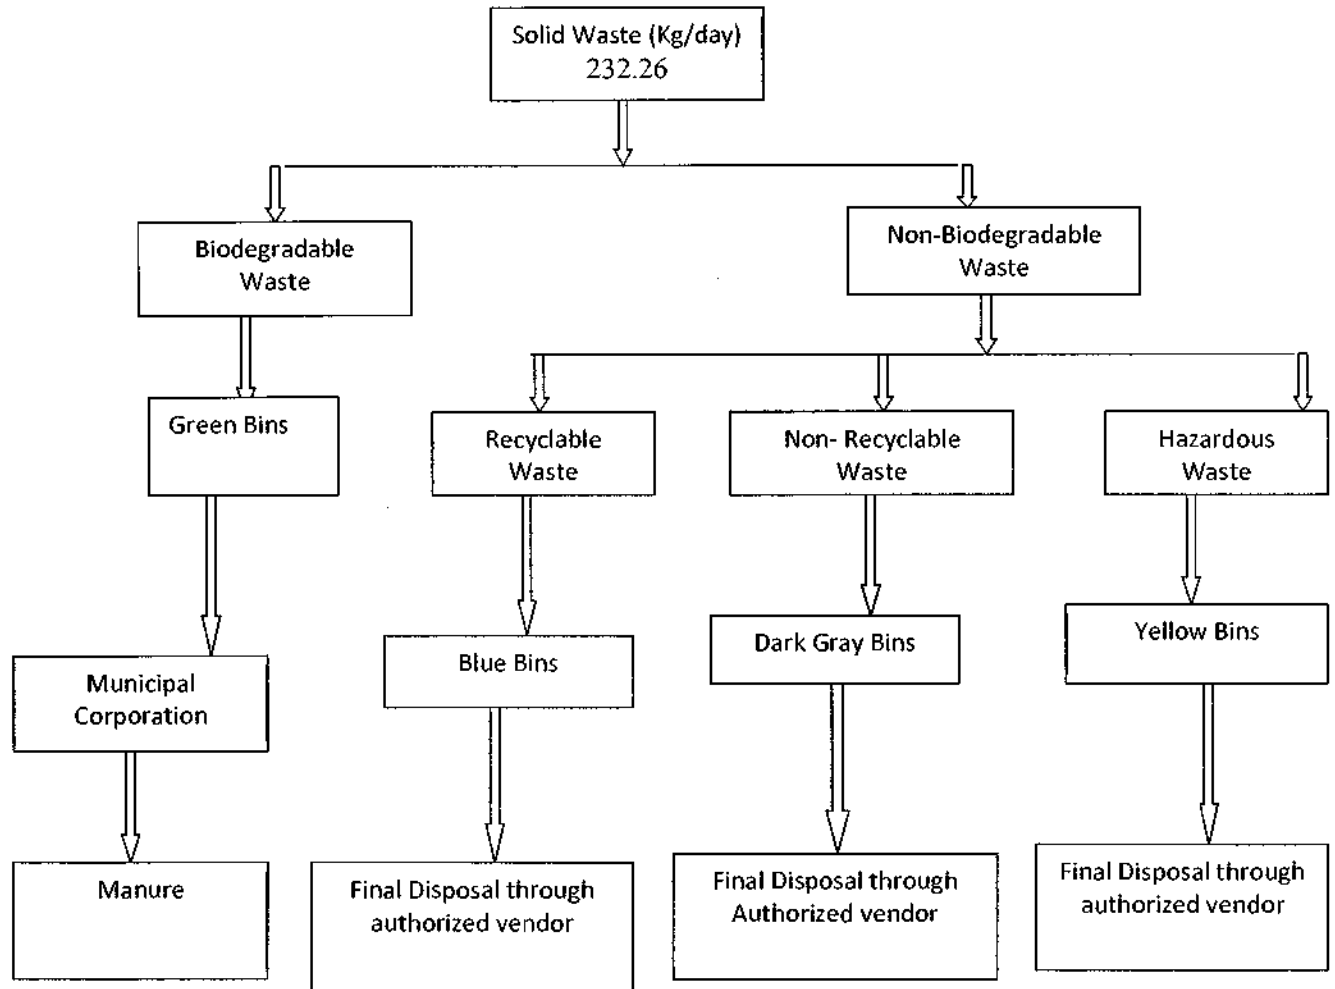 Solid Waste (Kg/day)
232.26
Biodegradable
Waste
Non-Biodegradable
Waste
Green Bins
Recyclable
Waste
Non- Recyclable
Waste
Hazardous
Waste
Municipal
Corporation
Blue Bins
Dark Gray Bins
Yellow Bins
Manure
Final Disposal through
authorized vendor
Final Disposal through
Authorized vendor
Final Disposal through
authorized vendor